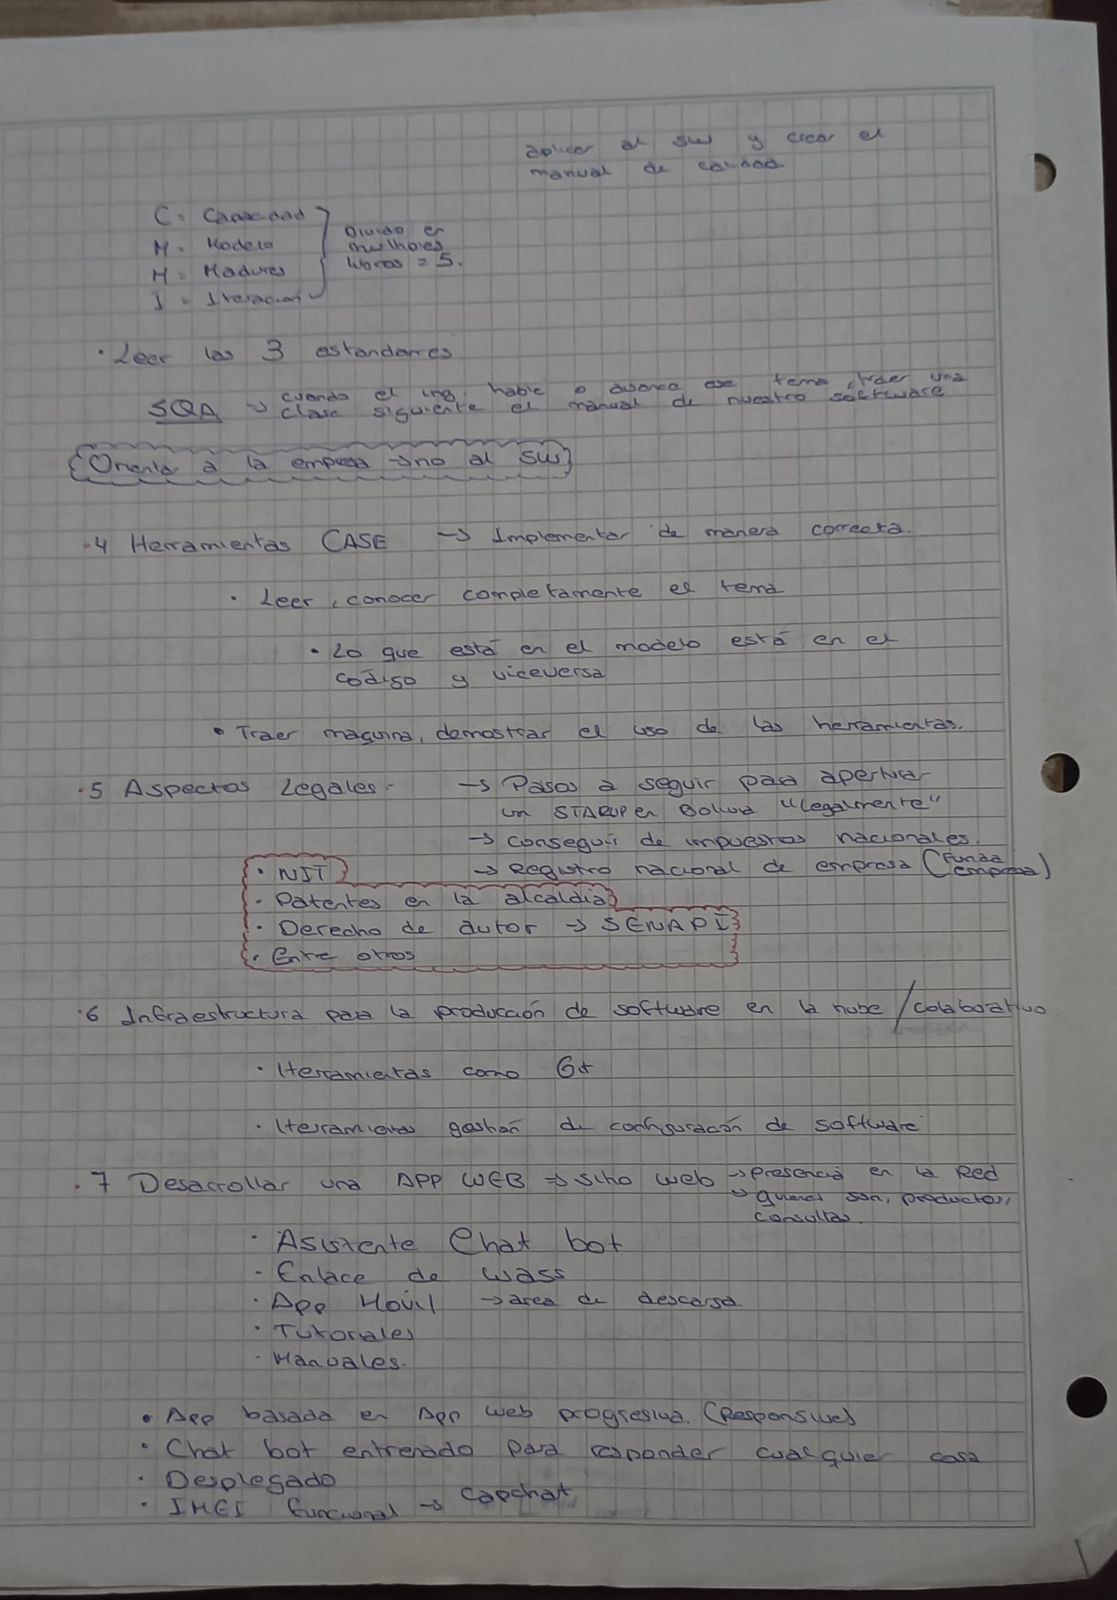 aplicar al SW y crear el
manual de calidad
C = Capacidad
M = Modelo
M = Madures
I = Iteración
Divido en
libros = 5.
• Leer las 3 estandares
SQA → cuando el ing. hable o avance ese tema, traer una
clase siguiente el manual de nuestro software
Orienta a la empresa → no al SW
.4 Herramientas CASE → Implementar de manera correcta.
• Leer, conocer completamente el tema
• Lo que está en el modelo está en el
código y viceversa
• Traer maquina, demostrar el uso de las herramientas.
.5 Aspectos Legales. → Pasos a seguir para aperturar
un STARUP en Bolivia "Legalmente"
→ conseguir de impuestos nacionales.
• NIT → Registro nacional de empresa (Funda
empresa)
• Patentes en la alcaldia
• Derecho de autor → SENAPI
• Entre otros
.6 Infraestructura para la producción de software en la nube / colaborativo
• Herramientas como Git
• Herramientas gestión de configuración de software
.7 Desarrollar una APP WEB → sitio web → presencia en la Red
→ quienes son, productos,
consultas.
• Asistente Chat bot
• Enlace de wass
• App Movil → area de descarga
• Tutoriales
• Manuales.
• App basada en App web progresiva. (Responsive)
• Chat bot entrenado para responder cualquier cosa
• Desplegado
• IMEI funcional → capchat